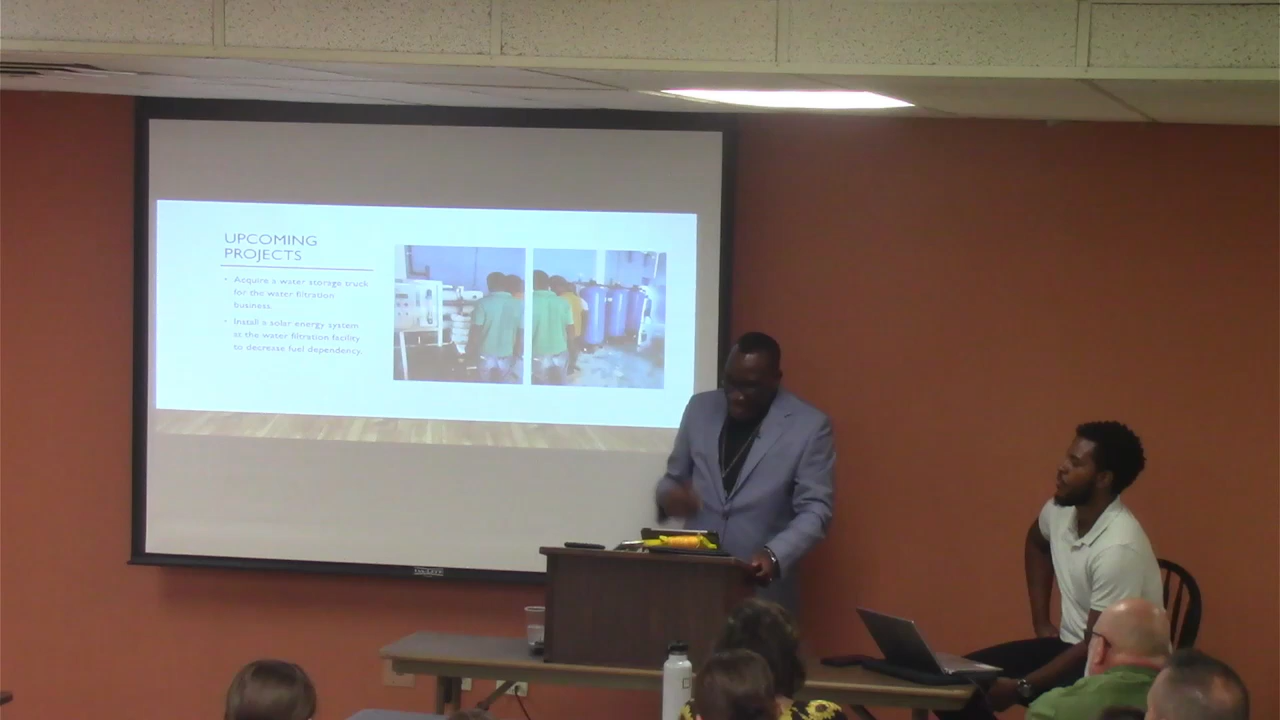 UPCOMING
PROJECTS
• Acquire a water storage truck
for the water filtration
business.
• Install a solar energy system
at the water filtration facility
to decrease fuel dependency.